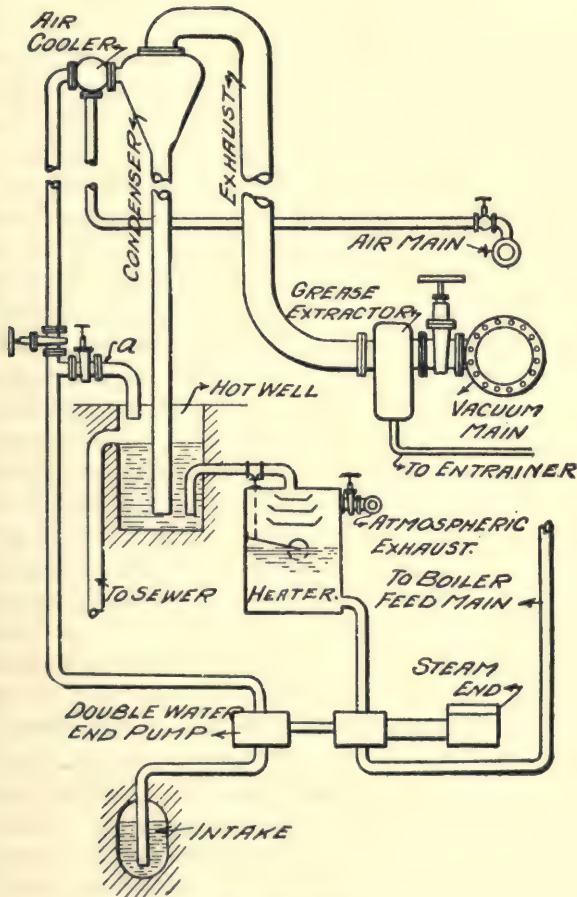 AIR
COOLER
CONDENSER
EXHAUST
AIR MAIN
GREASE
EXTRACTOR
a
HOT WELL
VACUUM
MAIN
TO ENTRAINER
ATMOSPHERIC
EXHAUST.
TO SEWER
HEATER.
TO BOILER
FEED MAIN
STEAM
END
DOUBLE WATER
END PUMP
INTAKE